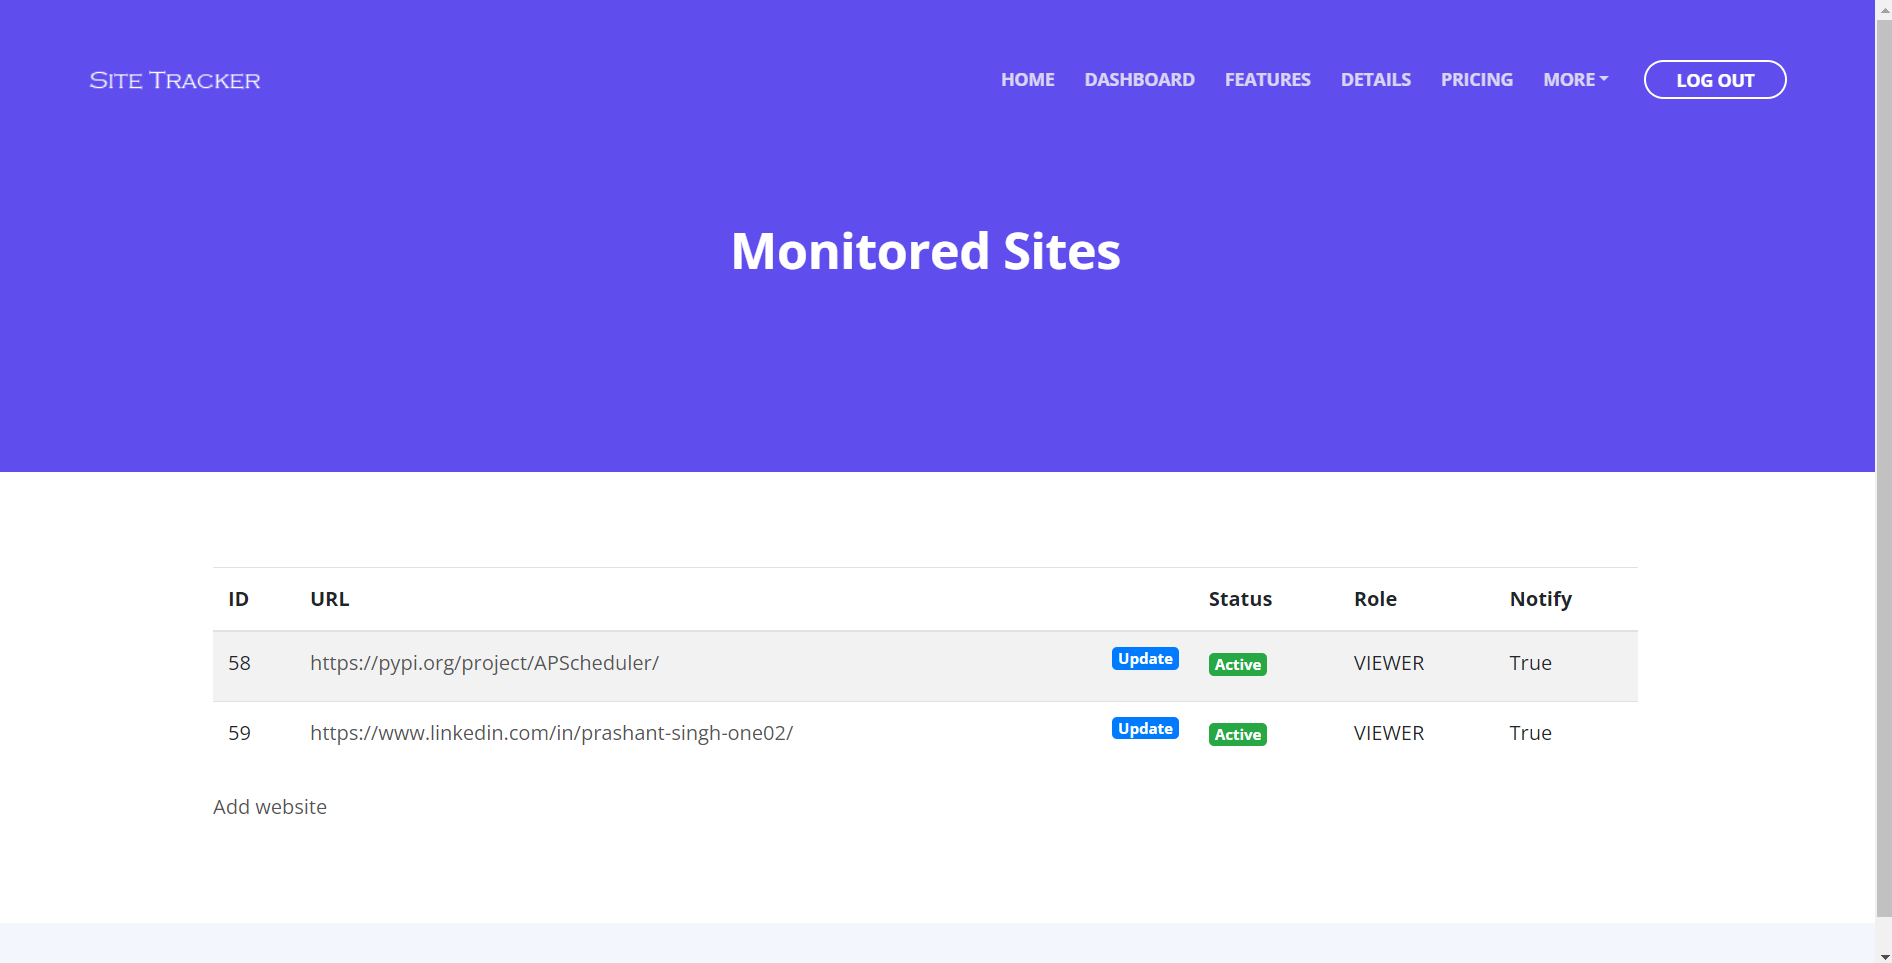 SITE TRACKER
HOME DASHBOARD FEATURES DETAILS PRICING MORE LOG OUT
Monitored Sites
ID URL Status Role Notify
58 https://pypi.org/project/APScheduler/ Update Active VIEWER True
59 https://www.linkedin.com/in/prashant-singh-one02/ Update Active VIEWER True
Add website